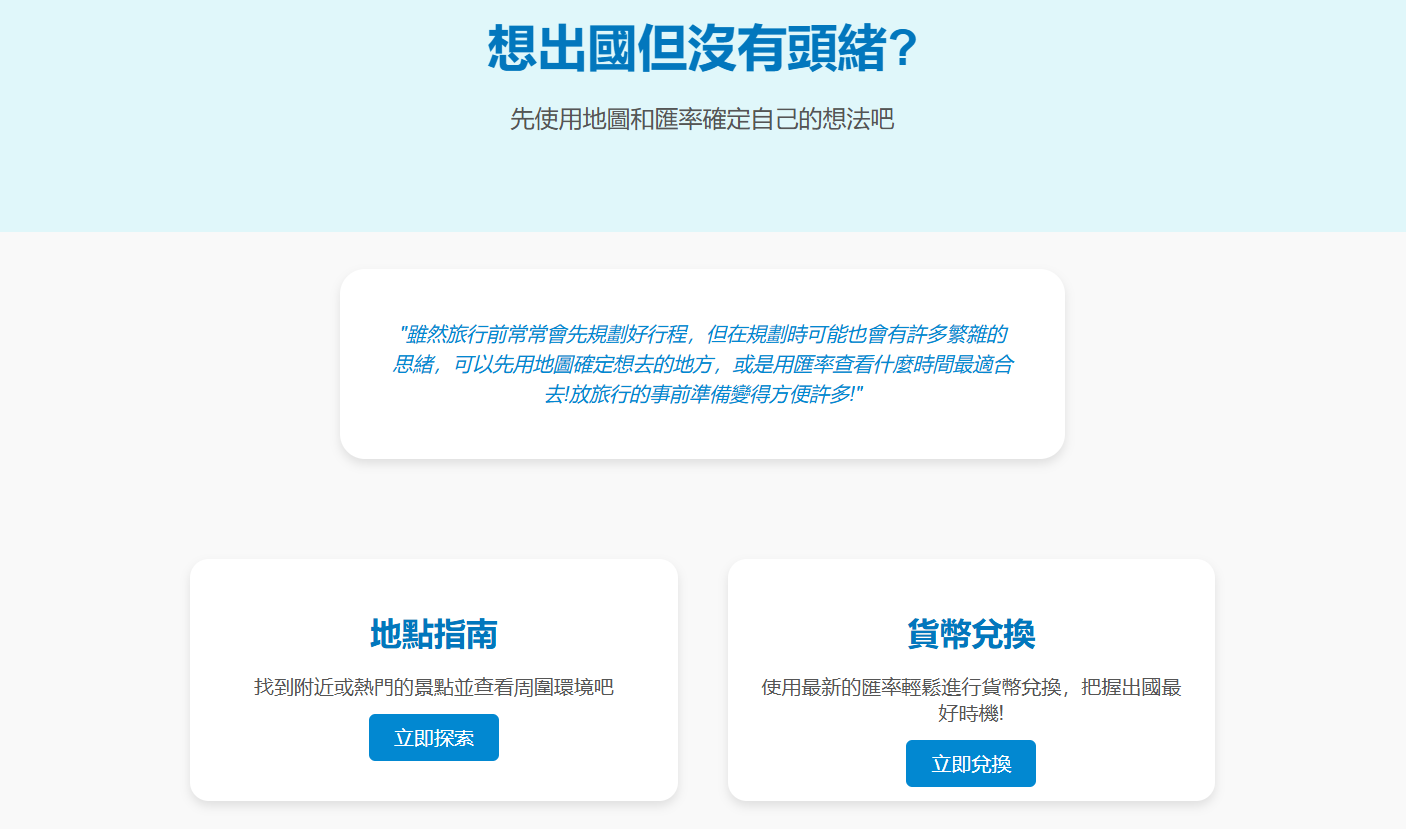 想出國但沒有頭緒?
先使用地圖和匯率確定自己的想法吧
"雖然旅行前常常會先規劃好行程，但在規劃時可能也會有許多繁雜的
思緒，可以先用地圖確定想去的地方，或是用匯率查看什麼時間最適合
去!放旅行的事前準備變得方便許多!"
地點指南
找到附近或熱門的景點並查看周圍環境吧
立即探索
貨幣兌換
使用最新的匯率輕鬆進行貨幣兌換，把握出國最
好時機!
立即兌換